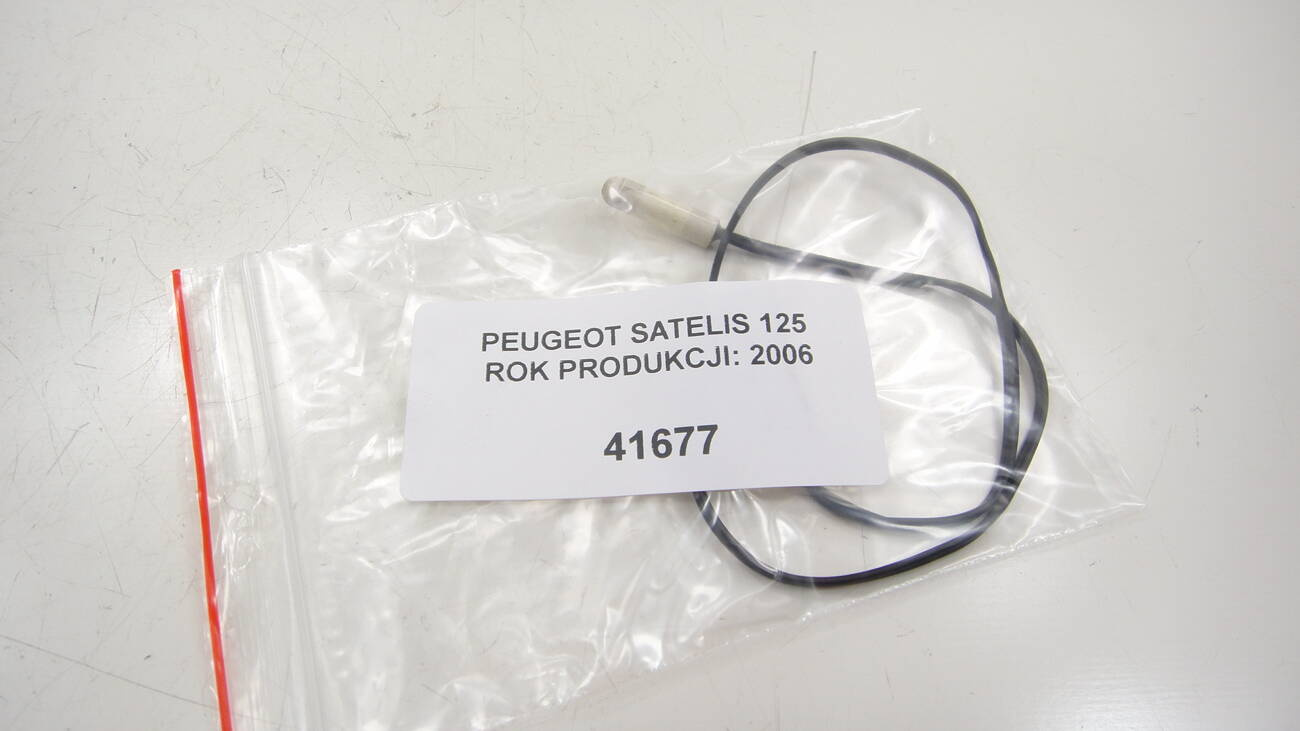 PEUGEOT SATELIS 125
ROK PRODUKCJI: 2006
41677